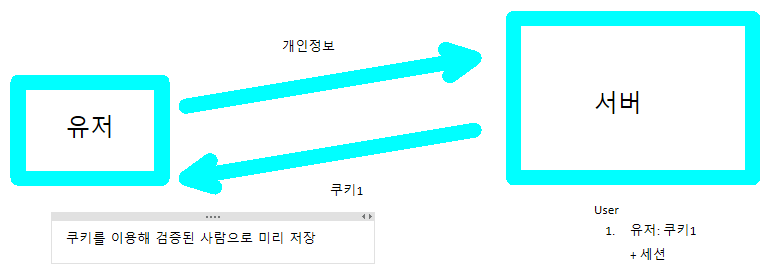 개인정보
유저
서버
쿠키1
쿠키를 이용해 검증된 사람으로 미리 저장
User
1. 유저: 쿠키1
+ 세션